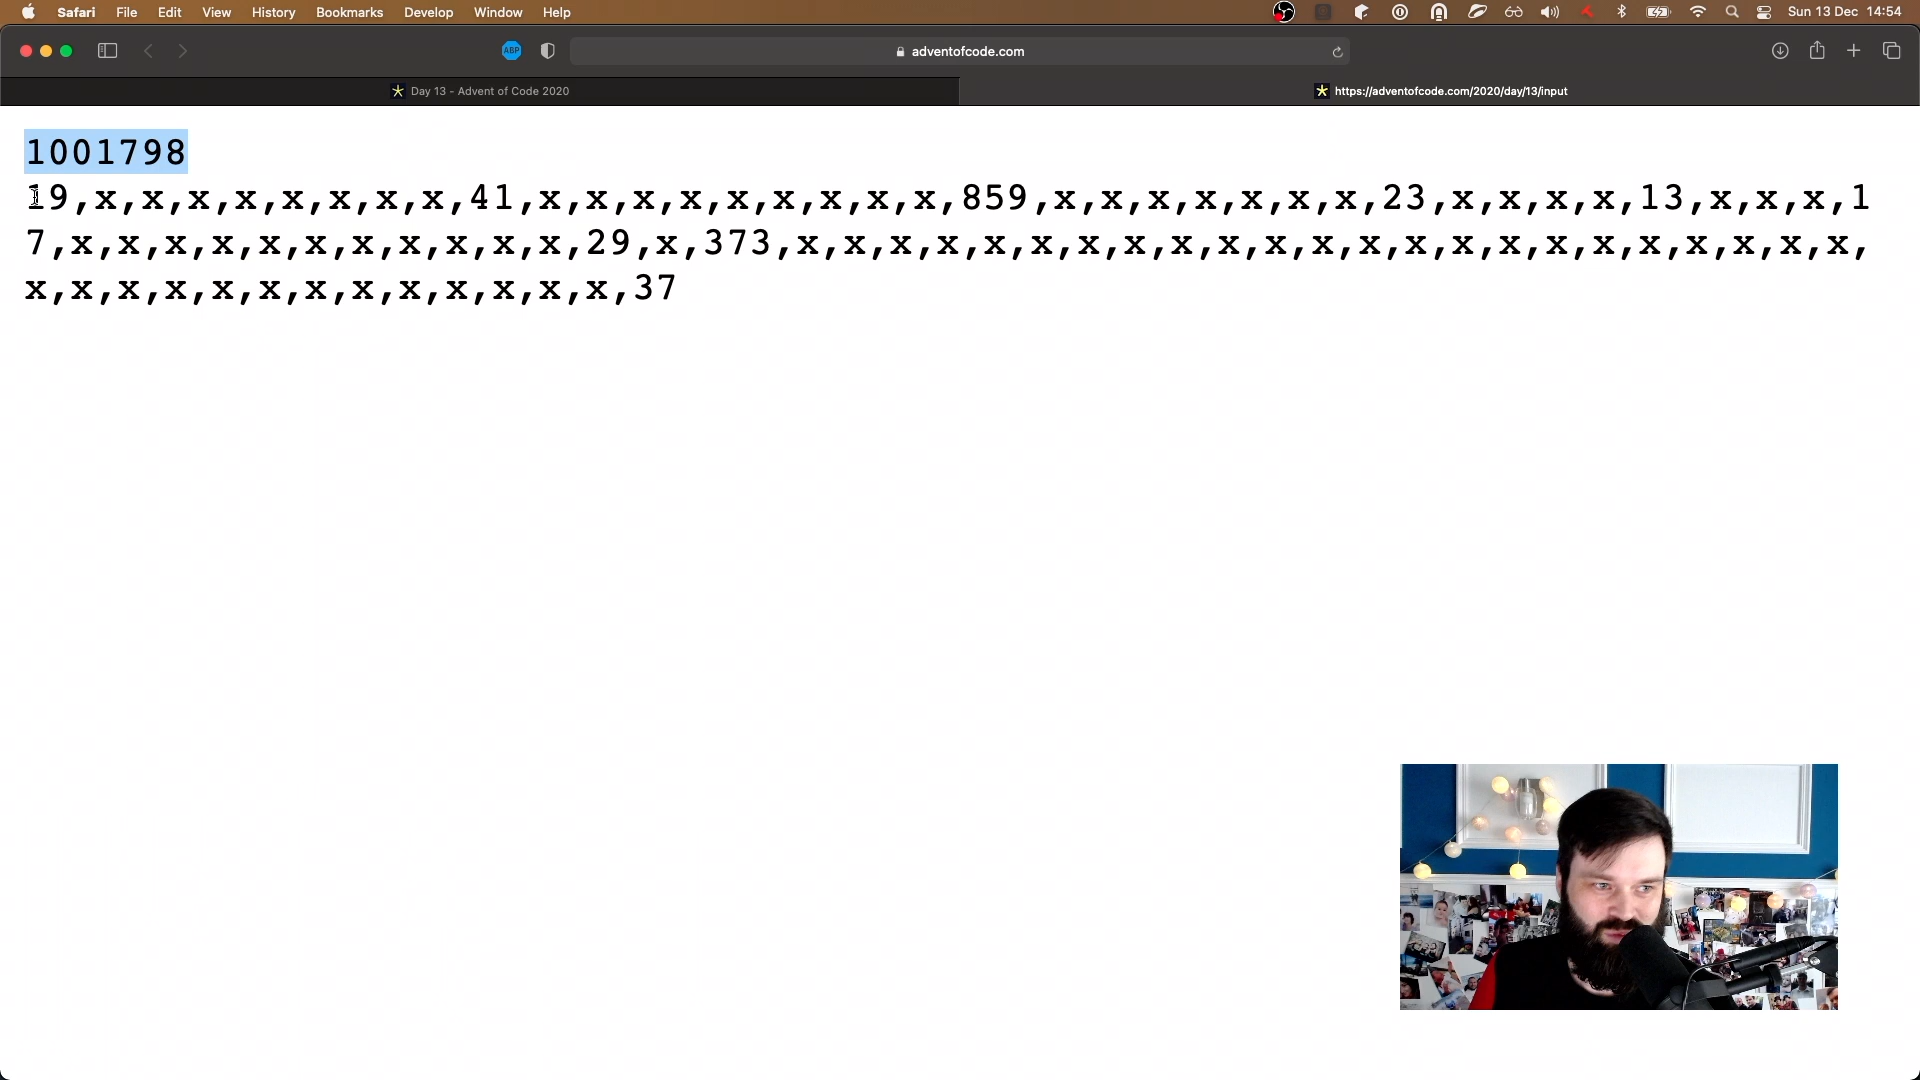 Safari File Edit View History Bookmarks Develop Window Help Sun 13 Dec 14:54
ABP adventofcode.com
Day 13 - Advent of Code 2020 https://adventofcode.com/2020/day/13/input
1001798
19,x,x,x,x,x,x,x,x,41,x,x,x,x,x,x,x,x,x,859,x,x,x,x,x,x,x,23,x,x,x,x,13,x,x,x,1
7,x,x,x,x,x,x,x,x,x,x,x,29,x,373,x,x,x,x,x,x,x,x,x,x,x,x,x,x,x,x,x,x,x,x,x,x,x,
x,x,x,x,x,x,x,x,x,x,x,x,x,37